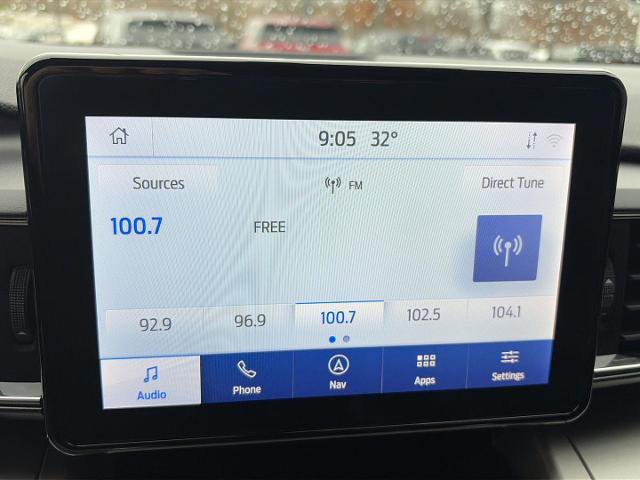 9:05 32°
Sources FM Direct Tune
100.7 FREE
92.9 96.9 100.7 102.5 104.1
Audio Phone Nav Apps Settings